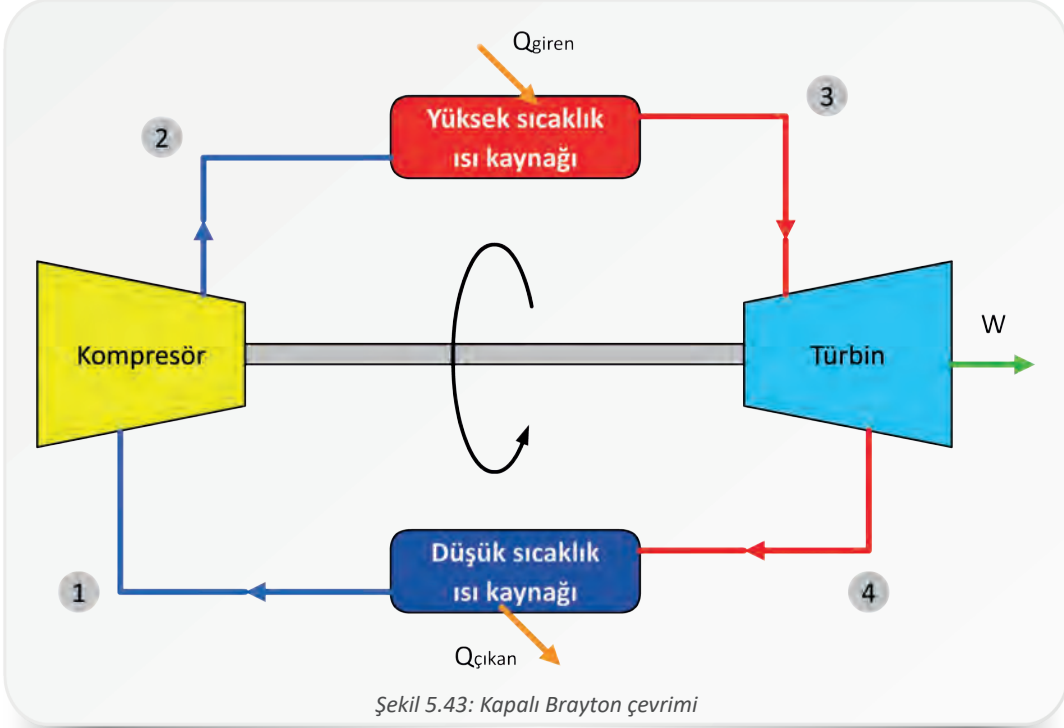 Qgiren
3
Yüksek sıcaklık
ısı kaynağı
2
Kompresör
Türbin
W
Düşük sıcaklık
ısı kaynağı
1
4
Qçıkan
Şekil 5.43: Kapalı Brayton çevrimi